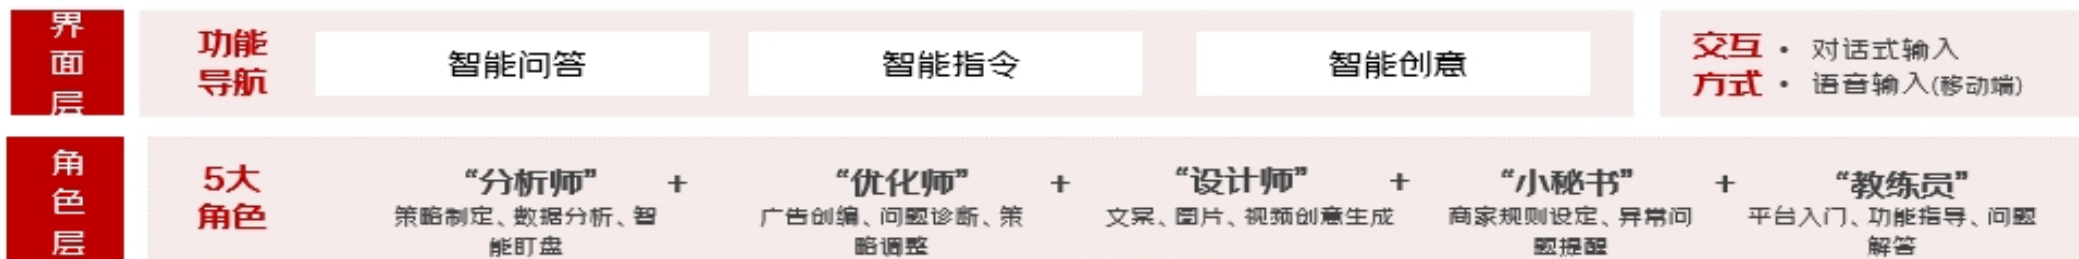 界面层
功能
导航
智能问答
智能指令
智能创意
交互
方式
• 对话式输入
• 语音输入(移动端)
角色层
5大
角色
“分析师”
策略制定、数据分析、智
能盯盘
+
“优化师”
广告创编、问题诊断、策
略调整
+
“设计师”
文案、图片、视频创意生成
+
“小秘书”
商家规则设定、异常问
题提醒
+
“教练员”
平台入门、功能指导、问题
解答